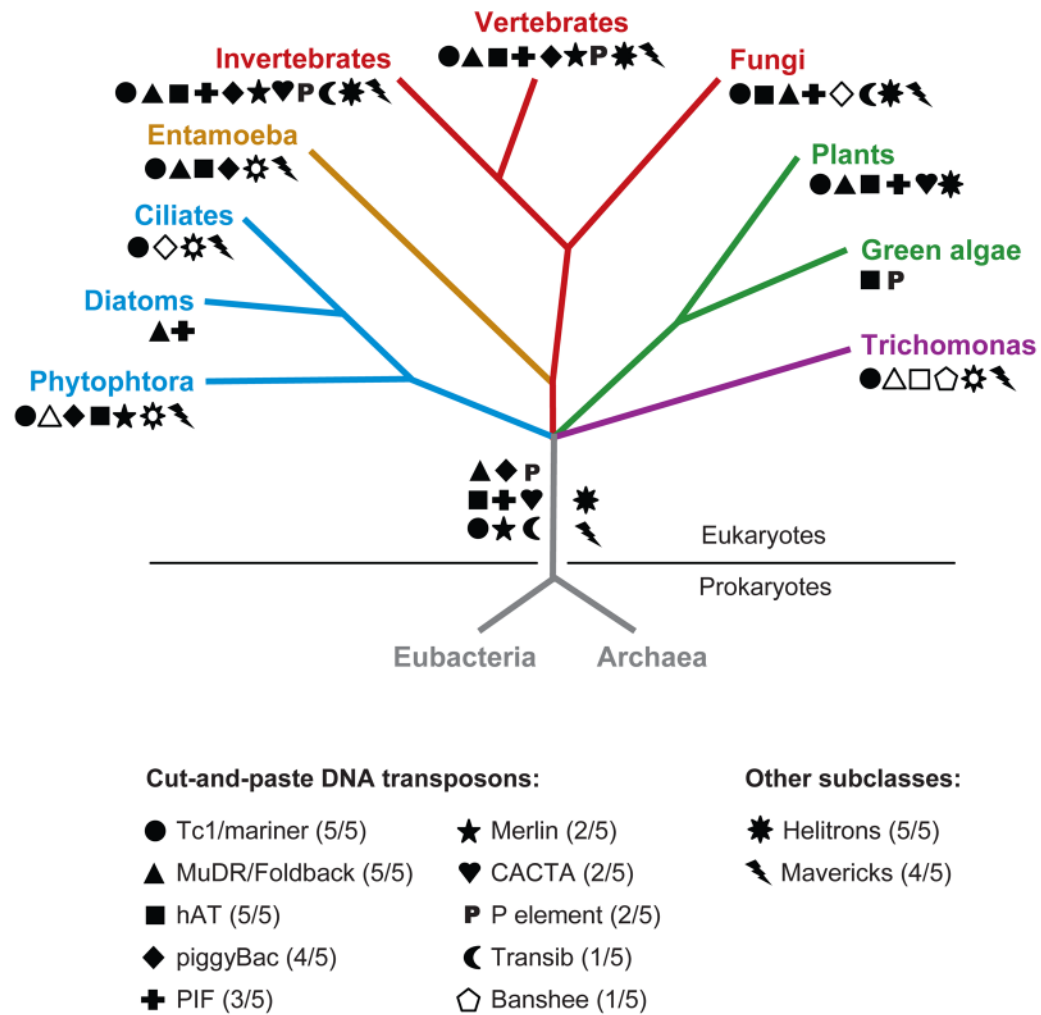 Vertebrates
Invertebrates
P
Fungi
P
Entamoeba
Plants
Ciliates
Green algae
P
Diatoms
Trichomonas
Phytophtora
P
Eukaryotes
Prokaryotes
Eubacteria
Archaea
Cut-and-paste DNA transposons:
Tc1/mariner (5/5)
MuDR/Foldback (5/5)
hAT (5/5)
piggyBac (4/5)
PIF (3/5)
Merlin (2/5)
CACTA (2/5)
P P element (2/5)
Transib (1/5)
Banshee (1/5)
Other subclasses:
Helitrons (5/5)
Mavericks (4/5)